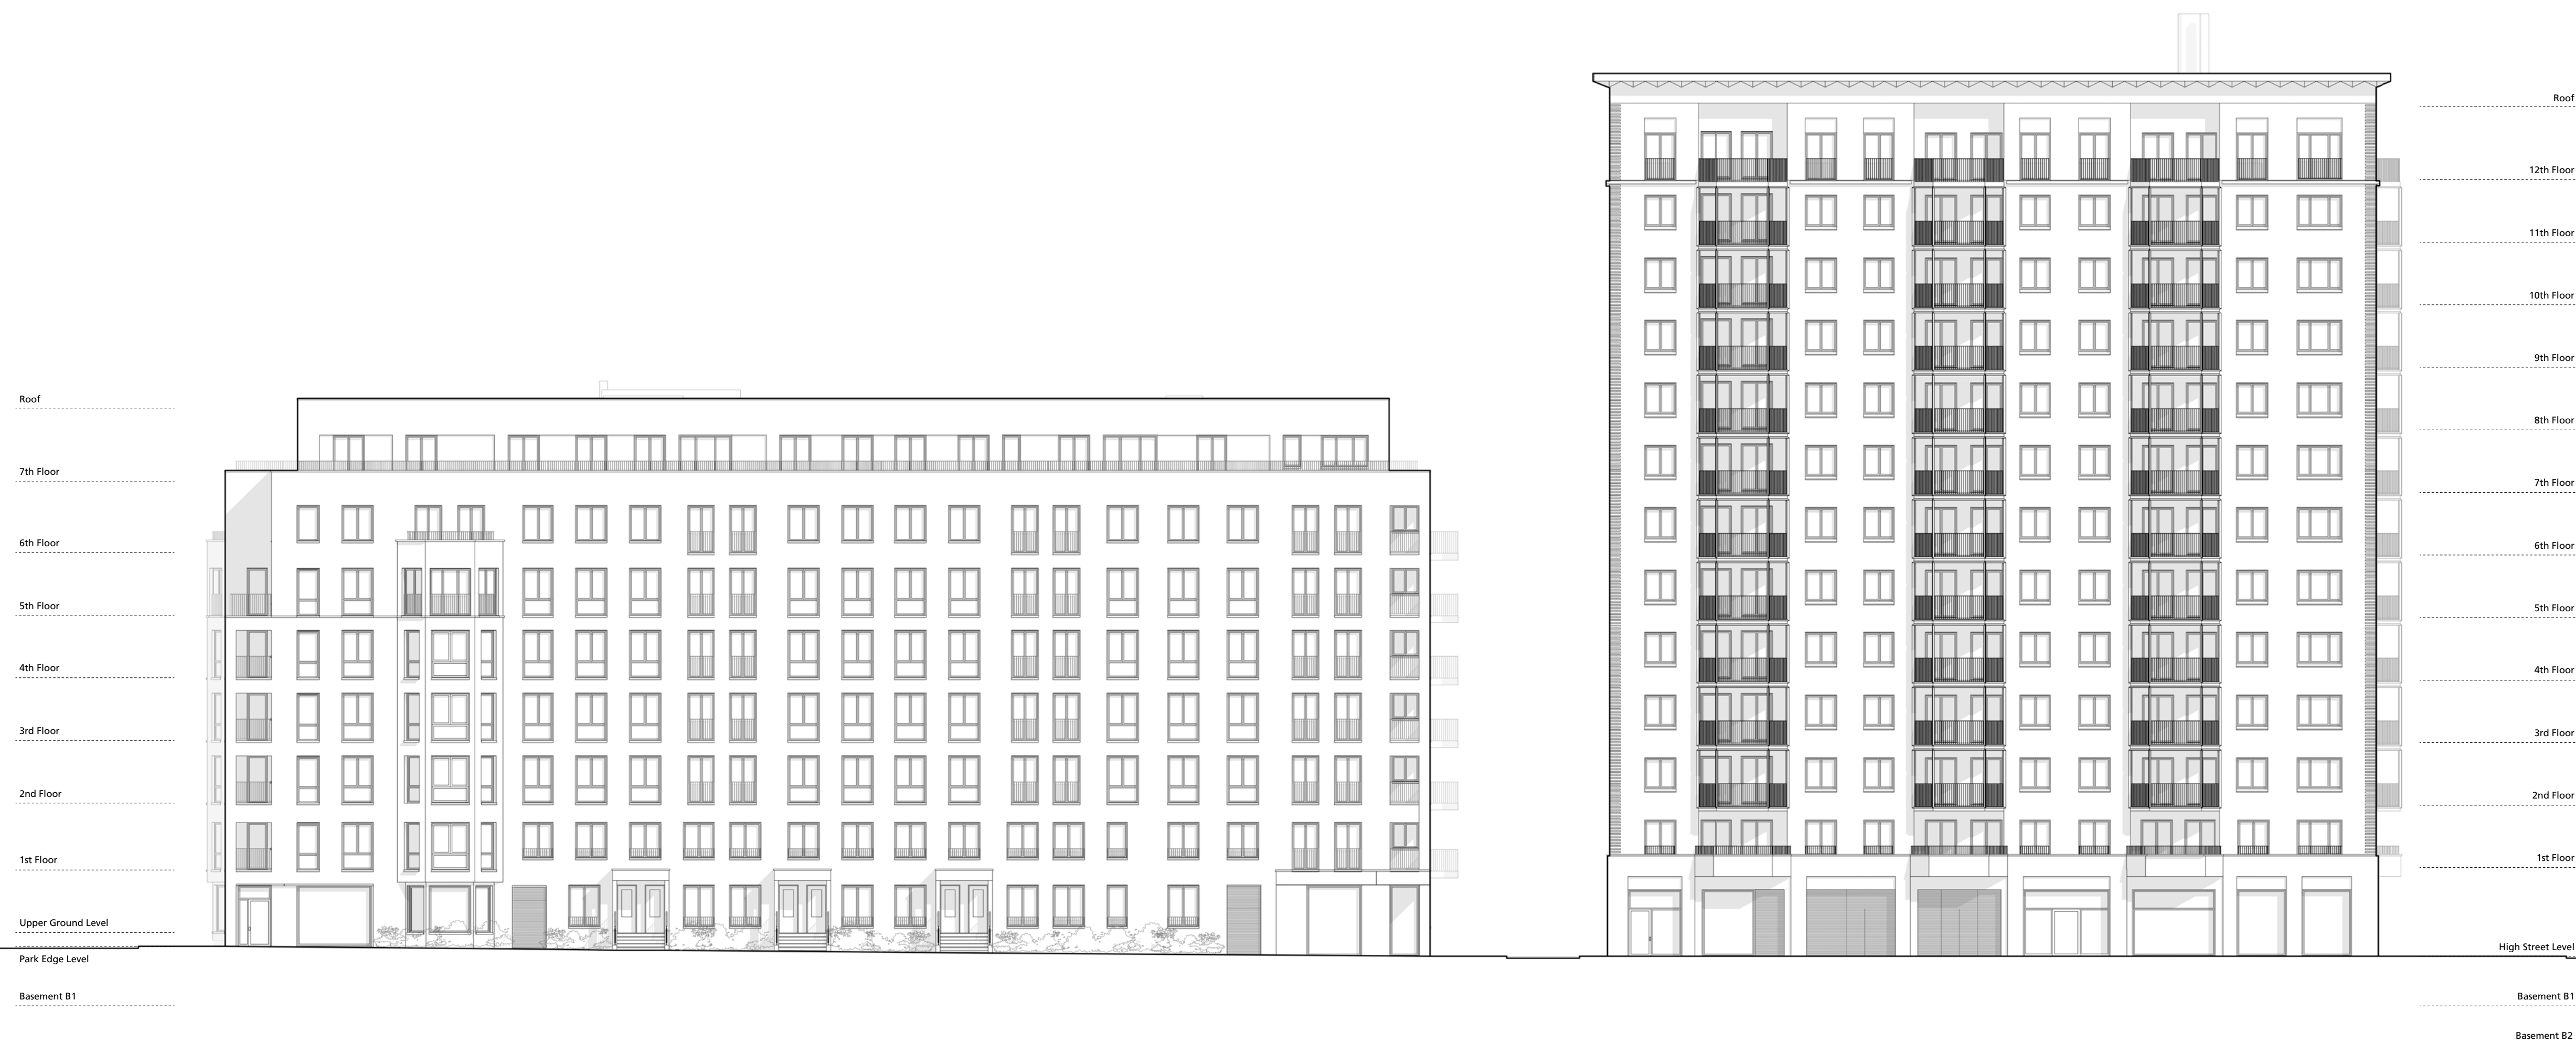 Roof
7th Floor
6th Floor
5th Floor
4th Floor
3rd Floor
2nd Floor
1st Floor
Upper Ground Level
Park Edge Level
Basement B1
Roof
12th Floor
11th Floor
10th Floor
9th Floor
8th Floor
7th Floor
6th Floor
5th Floor
4th Floor
3rd Floor
2nd Floor
1st Floor
High Street Level
Basement B1
Basement B2